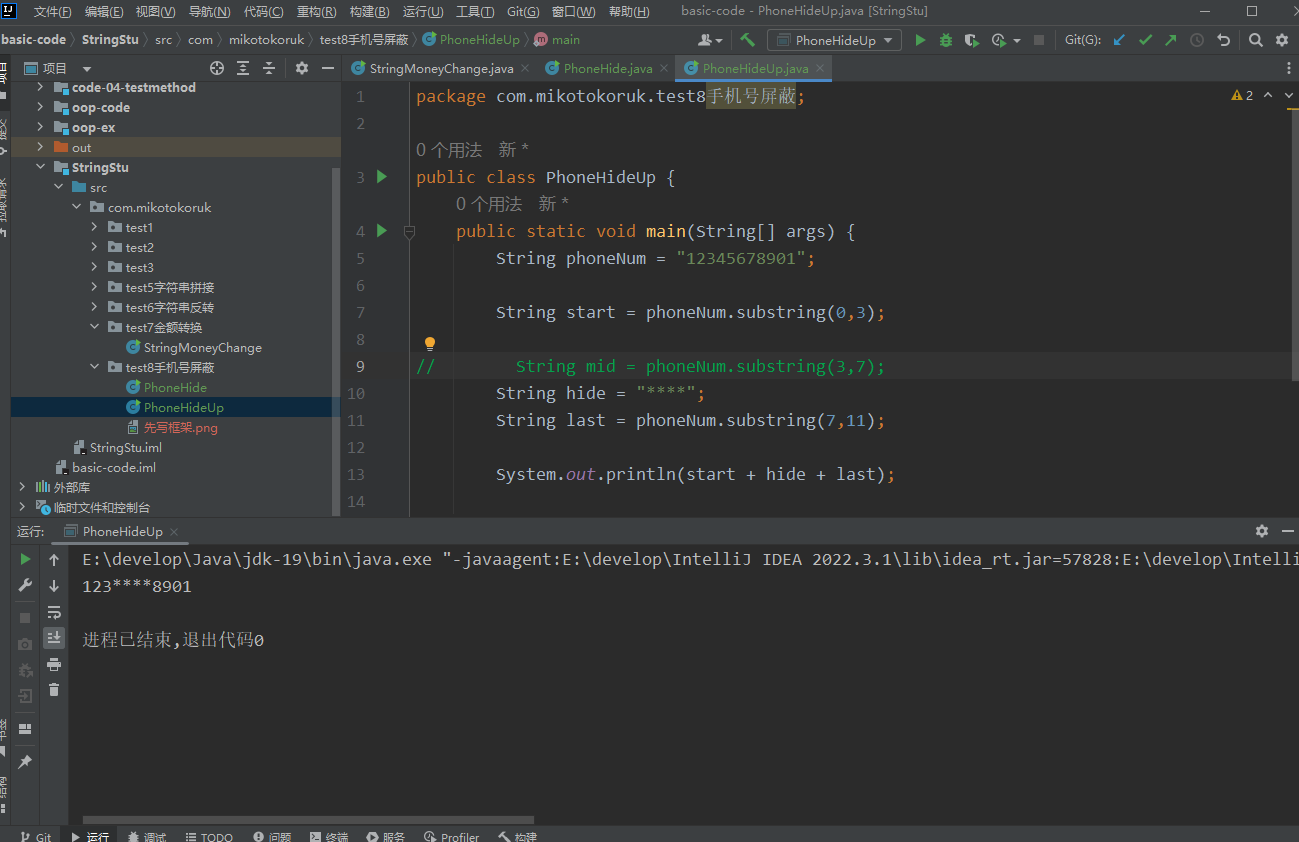 文件(F) 编辑(E) 视图(V) 导航(N) 代码(C) 重构(R) 构建(B) 运行(U) 工具(T) Git(G) 窗口(W) 帮助(H) basic-code - PhoneHideUp.java [StringStu]
basic-code StringStu src com mikotokoruk test8手机号屏蔽 PhoneHideUp main PhoneHideUp Git(G):
项目 StringMoneyChange.java PhoneHide.java PhoneHideUp.java
code-04-testmethod
oop-code
oop-ex
out
StringStu
src
com.mikotokoruk
test1
test2
test3
test5字符串拼接
test6字符串反转
test7金额转换
StringMoneyChange
test8手机号屏蔽
PhoneHide
PhoneHideUp
先写框架.png
StringStu.iml
basic-code.iml
外部库
临时文件和控制台
1 package com.mikotokoruk.test8手机号屏蔽; 2
2
0 个用法 新 *
3 public class PhoneHideUp {
0 个用法 新 *
4 public static void main(String[] args) {
5 String phoneNum = "12345678901";
6
7 String start = phoneNum.substring(0,3);
8
9 // String mid = phoneNum.substring(3,7);
10 String hide = "****";
11 String last = phoneNum.substring(7,11);
12
13 System.out.println(start + hide + last);
14
运行: PhoneHideUp
E:\develop\Java\jdk-19\bin\java.exe "-javaagent:E:\develop\IntelliJ IDEA 2022.3.1\lib\idea_rt.jar=57828:E:\develop\Intelli
123****8901
进程已结束,退出代码0
Git 运行 调试 TODO 问题 终端 服务 Profiler 构建